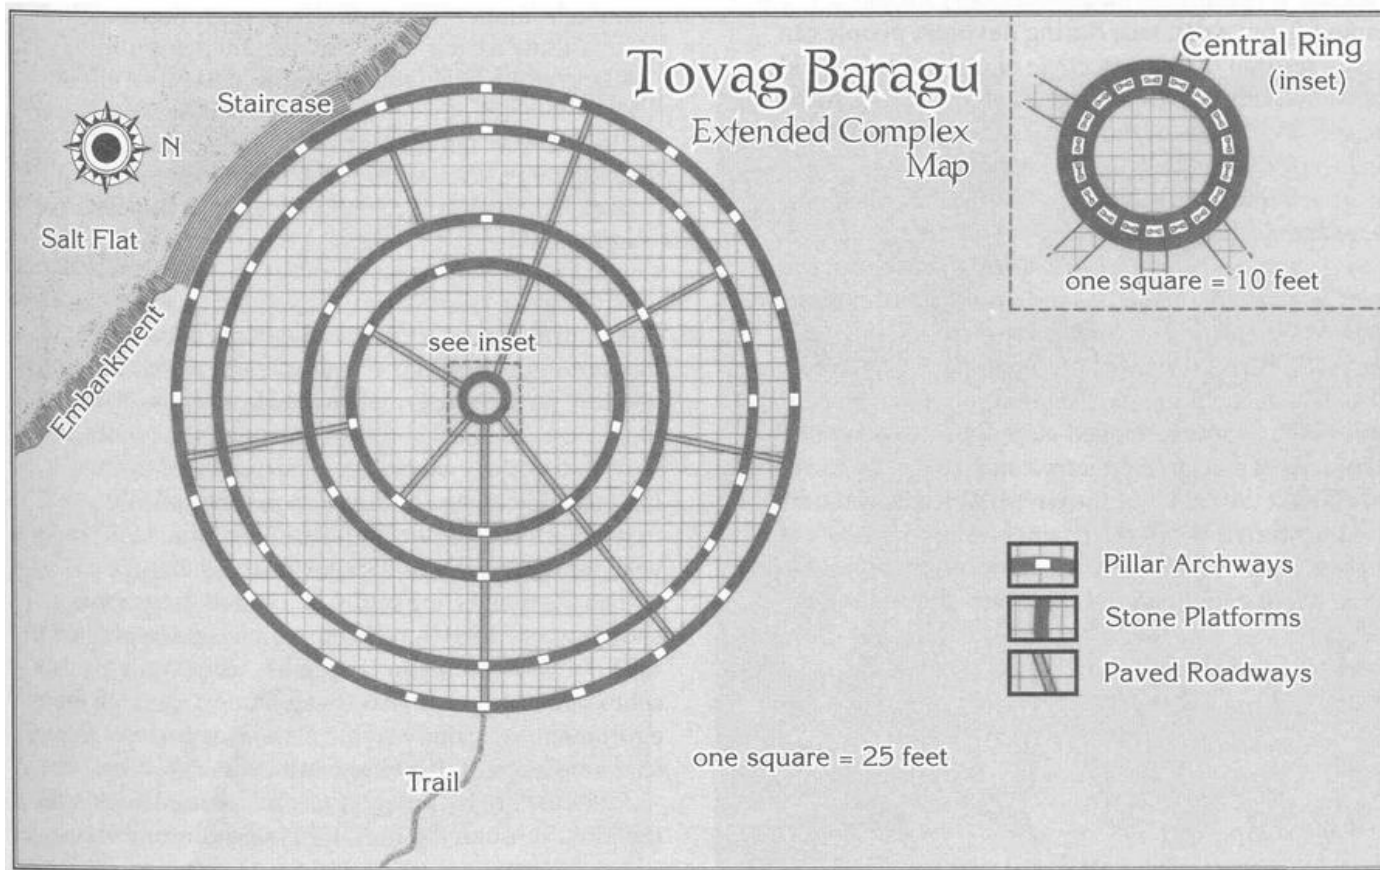 Tovag Baragu
Extended Complex
Map
Central Ring
(inset)
one square = 10 feet
Staircase
N
Salt Flat
Embankment
see inset
Pillar Archways
Stone Platforms
Paved Roadways
one square = 25 feet
Trail